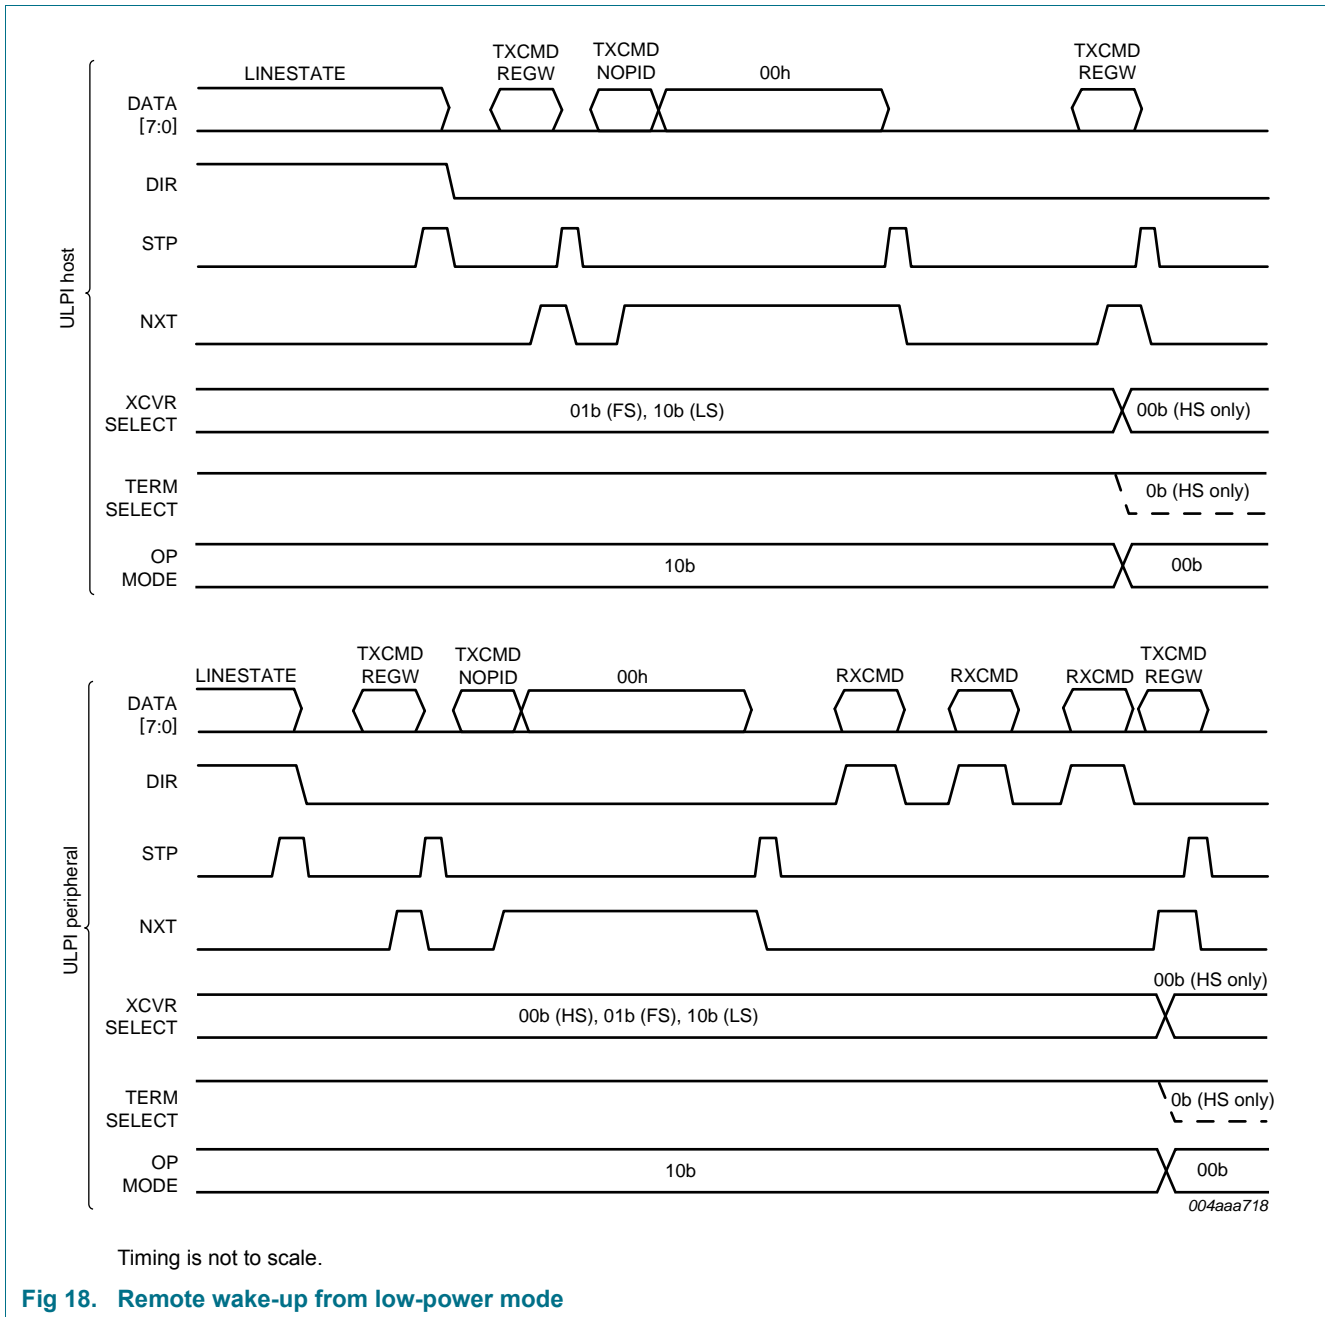 TXCMD TXCMD TXCMD
LINESTATE REGW NOPID 00h REGW
DATA
[7:0]
DIR
STP
ULPI host
NXT
XCVR
SELECT
01b (FS), 10b (LS) 00b (HS only)
TERM
SELECT
0b (HS only)
OP
MODE
10b 00b
TXCMD TXCMD TXCMD
LINESTATE REGW NOPID 00h RXCMD RXCMD RXCMD REGW
DATA
[7:0]
DIR
STP
ULPI peripheral
NXT
00b (HS only)
XCVR
SELECT
00b (HS), 01b (FS), 10b (LS)
TERM
SELECT
0b (HS only)
OP
MODE
10b 00b
004aaa718
Timing is not to scale.
Fig 18. Remote wake-up from low-power mode